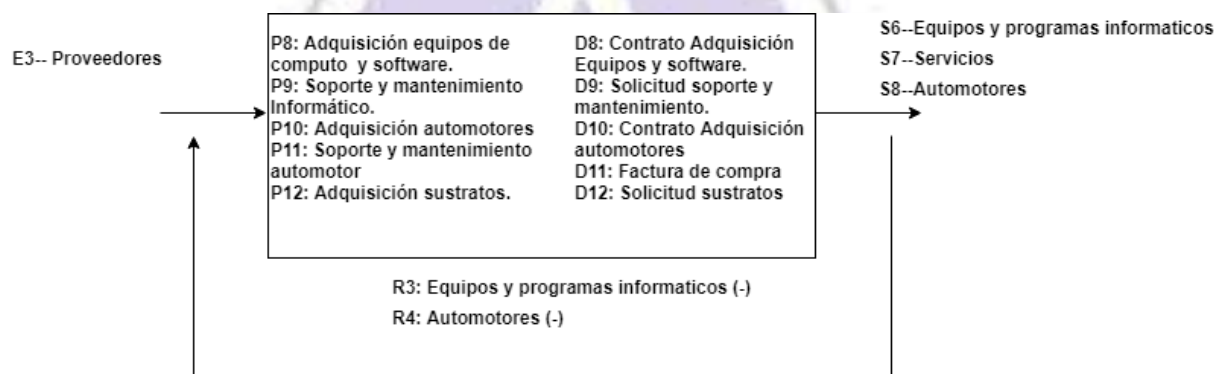 E3-- Proveedores
P8: Adquisición equipos de
computo y software.
P9: Soporte y mantenimiento
Informático.
P10: Adquisición automotores
P11: Soporte y mantenimiento
automotor
P12: Adquisición sustratos.
D8: Contrato Adquisición
Equipos y software.
D9: Solicitud soporte y
mantenimiento.
D10: Contrato Adquisición
automotores
D11: Factura de compra
D12: Solicitud sustratos
S6--Equipos y programas informaticos
S7--Servicios
S8--Automotores
R3: Equipos y programas informaticos (-)
R4: Automotores (-)